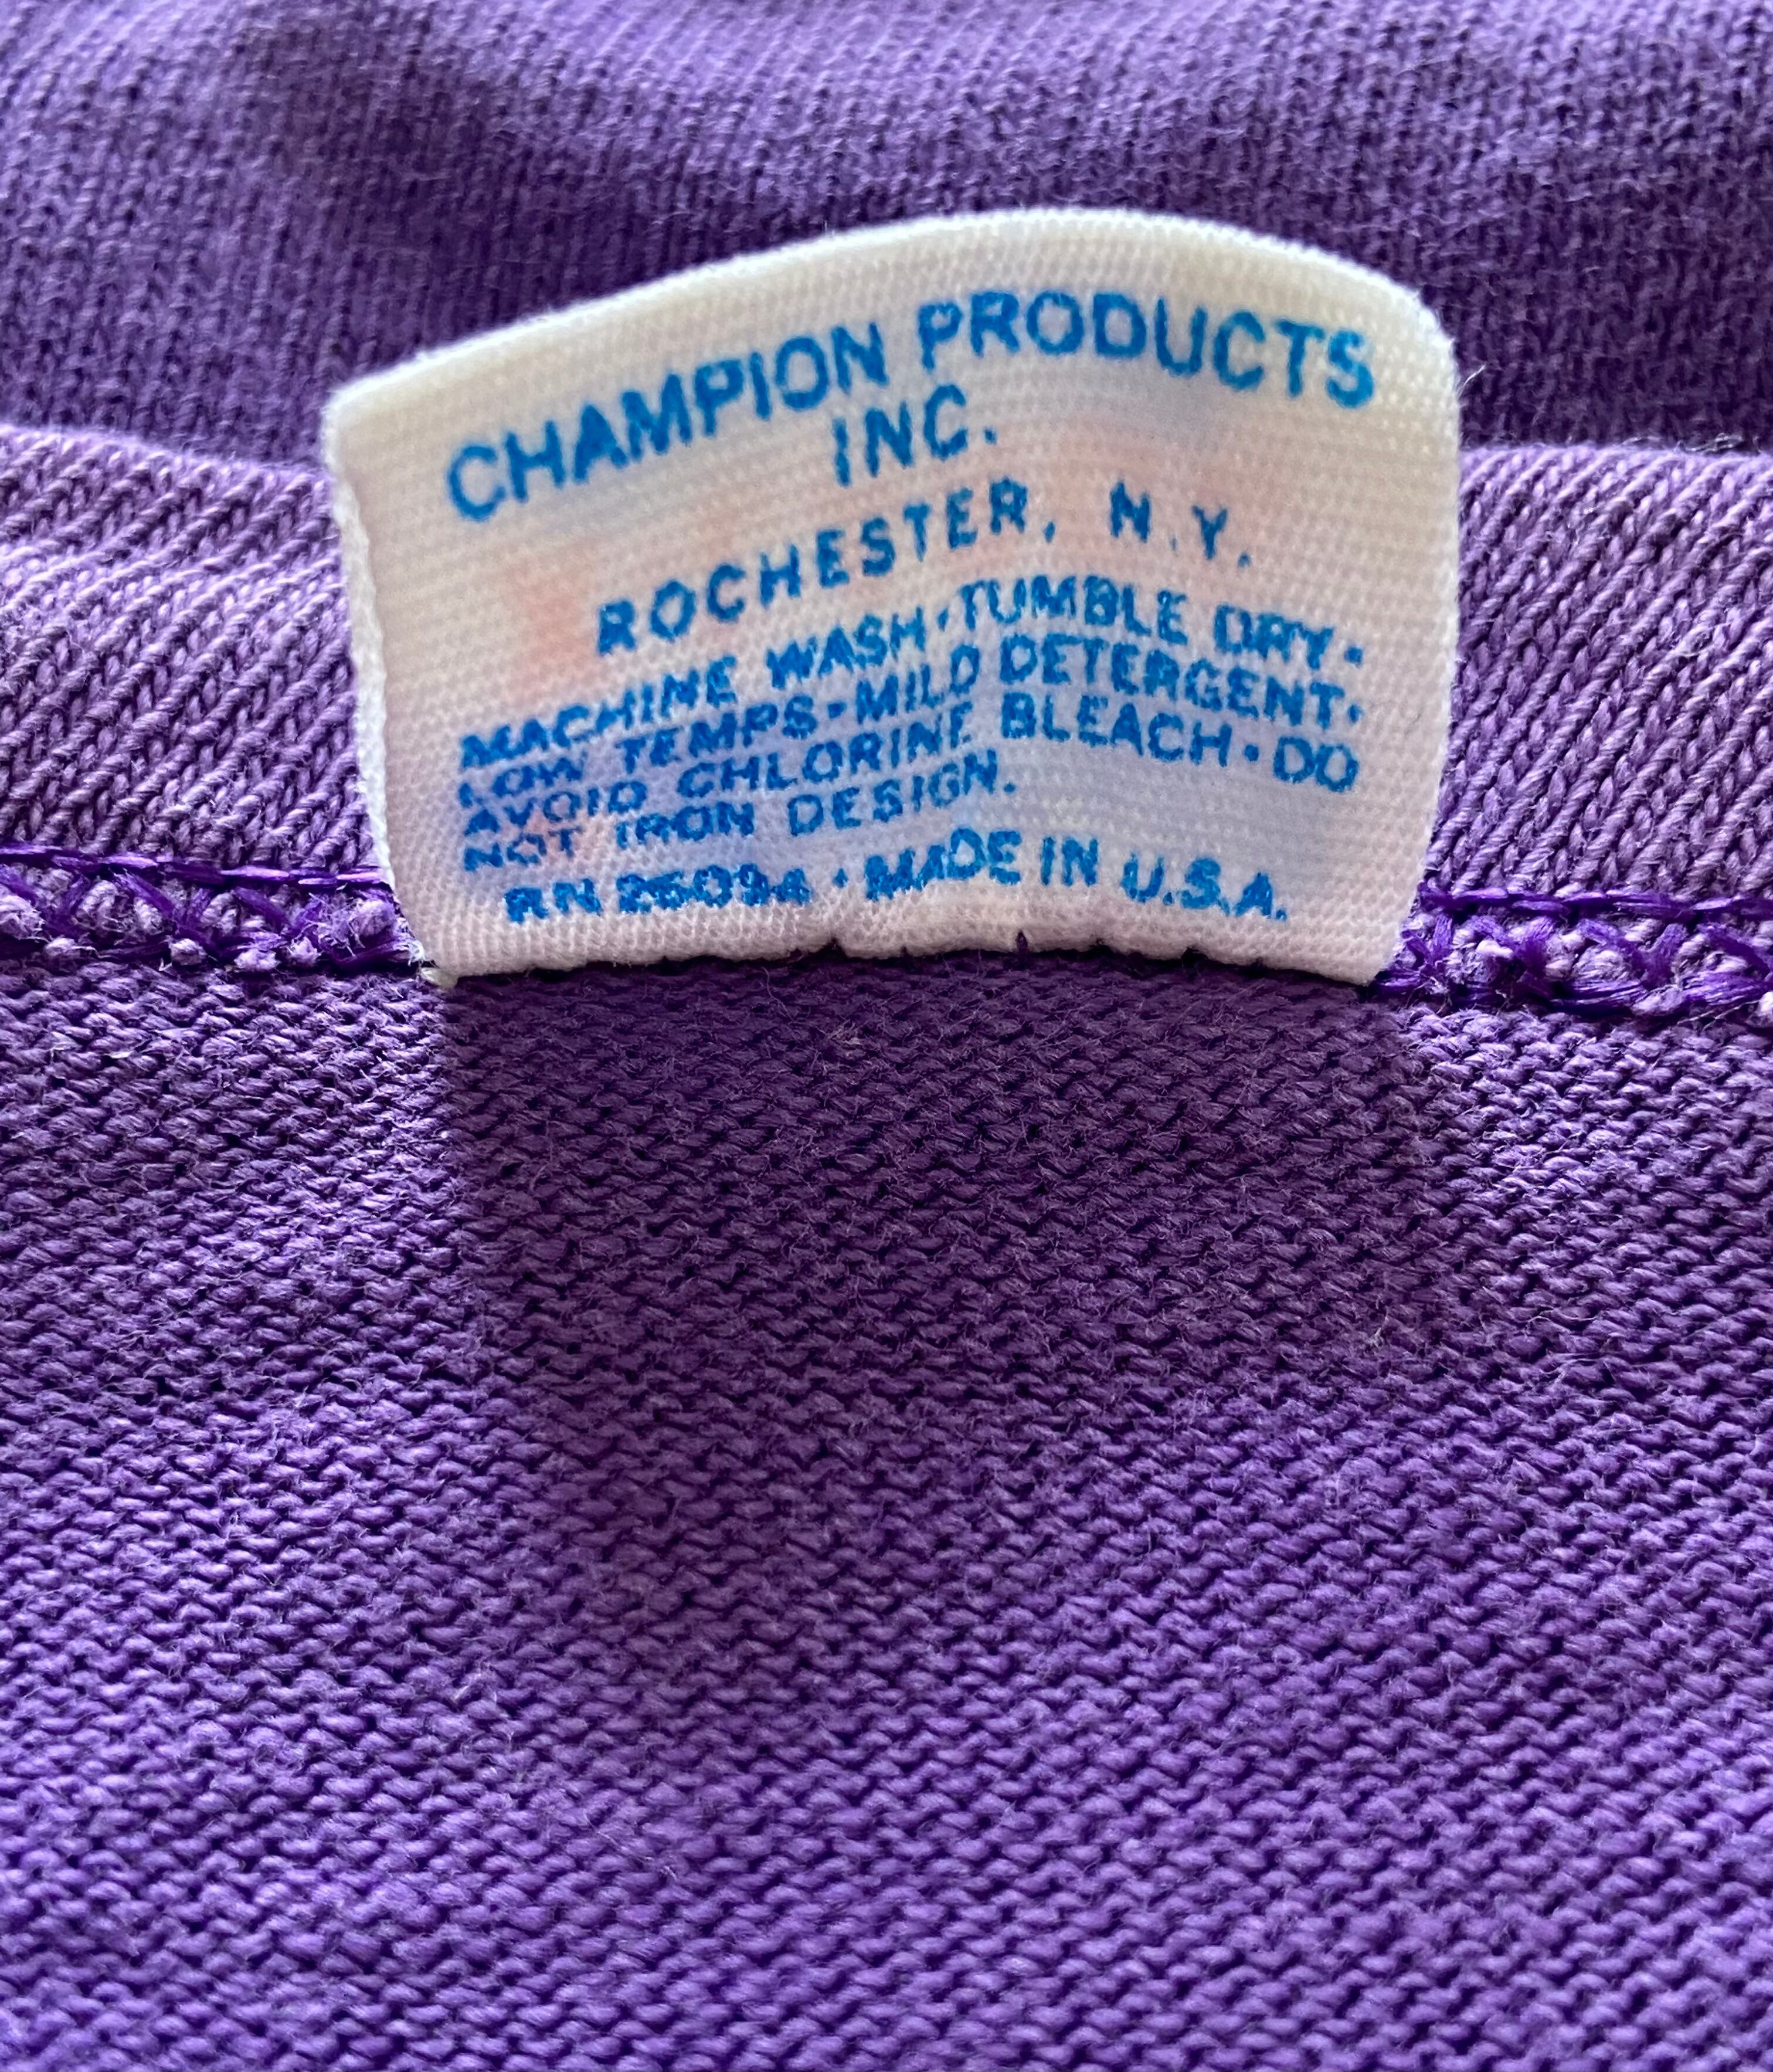 CHAMPION PRODUCTS
INC.
ROCHESTER, N.Y.
MACHINE WASH·TUMBLE DRY·
LOW TEMPS·MILD DETERGENT·
AVOID CHLORINE BLEACH·DO
NOT IRON DESIGN.
RN 26094 · MADE IN U.S.A.